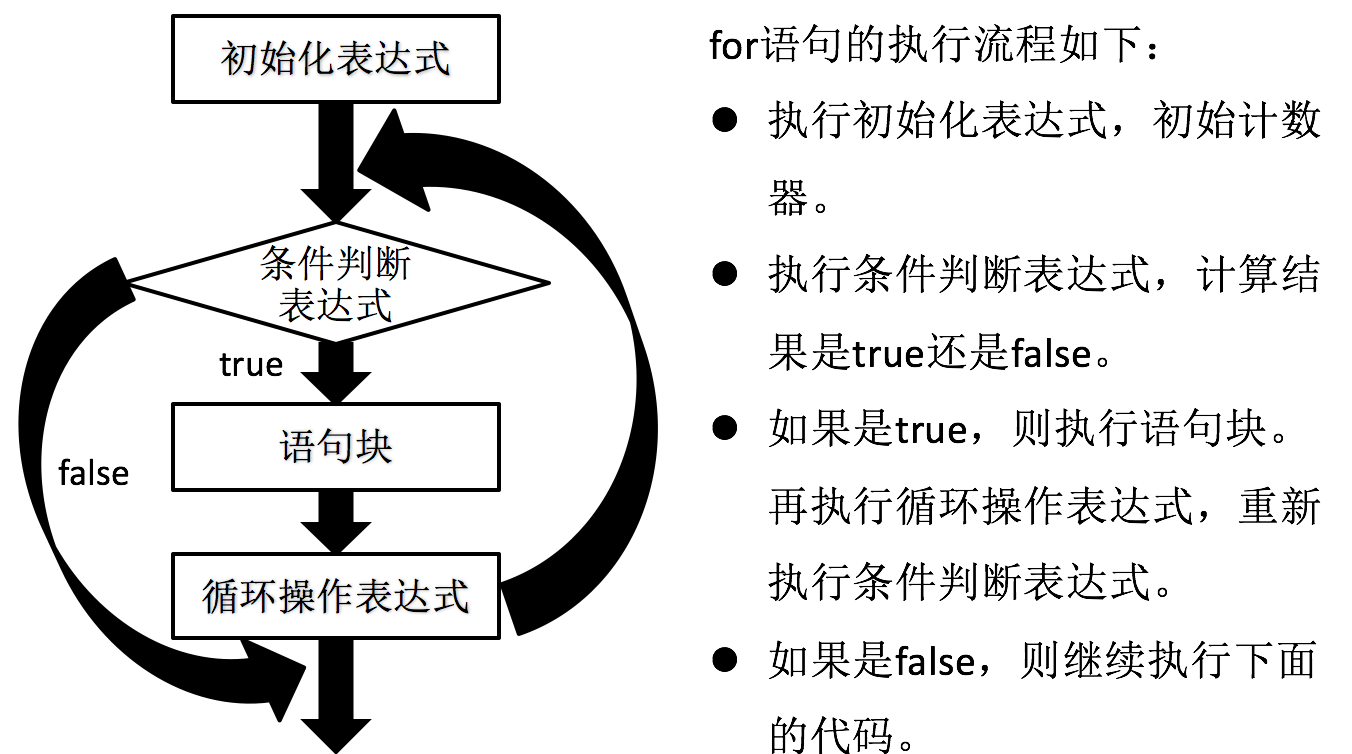 初始化表达式
条件判断
表达式
true
语句块
false
循环操作表达式
for语句的执行流程如下：
● 执行初始化表达式，初始计数
器。
● 执行条件判断表达式，计算结
果是true还是false。
● 如果是true，则执行语句块。
再执行循环操作表达式，重新
执行条件判断表达式。
● 如果是false，则继续执行下面
的代码。